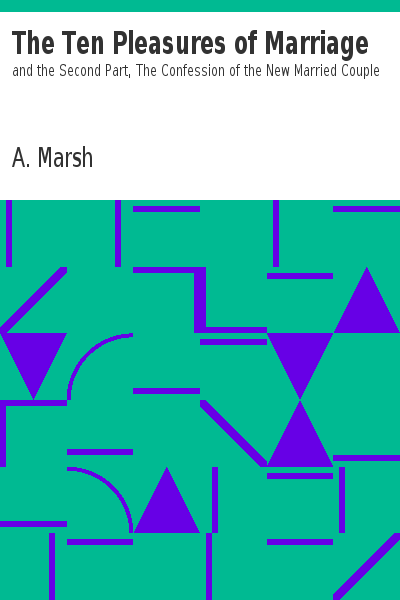 The Ten Pleasures of Marriage
and the Second Part, The Confession of the New Married Couple
A. Marsh